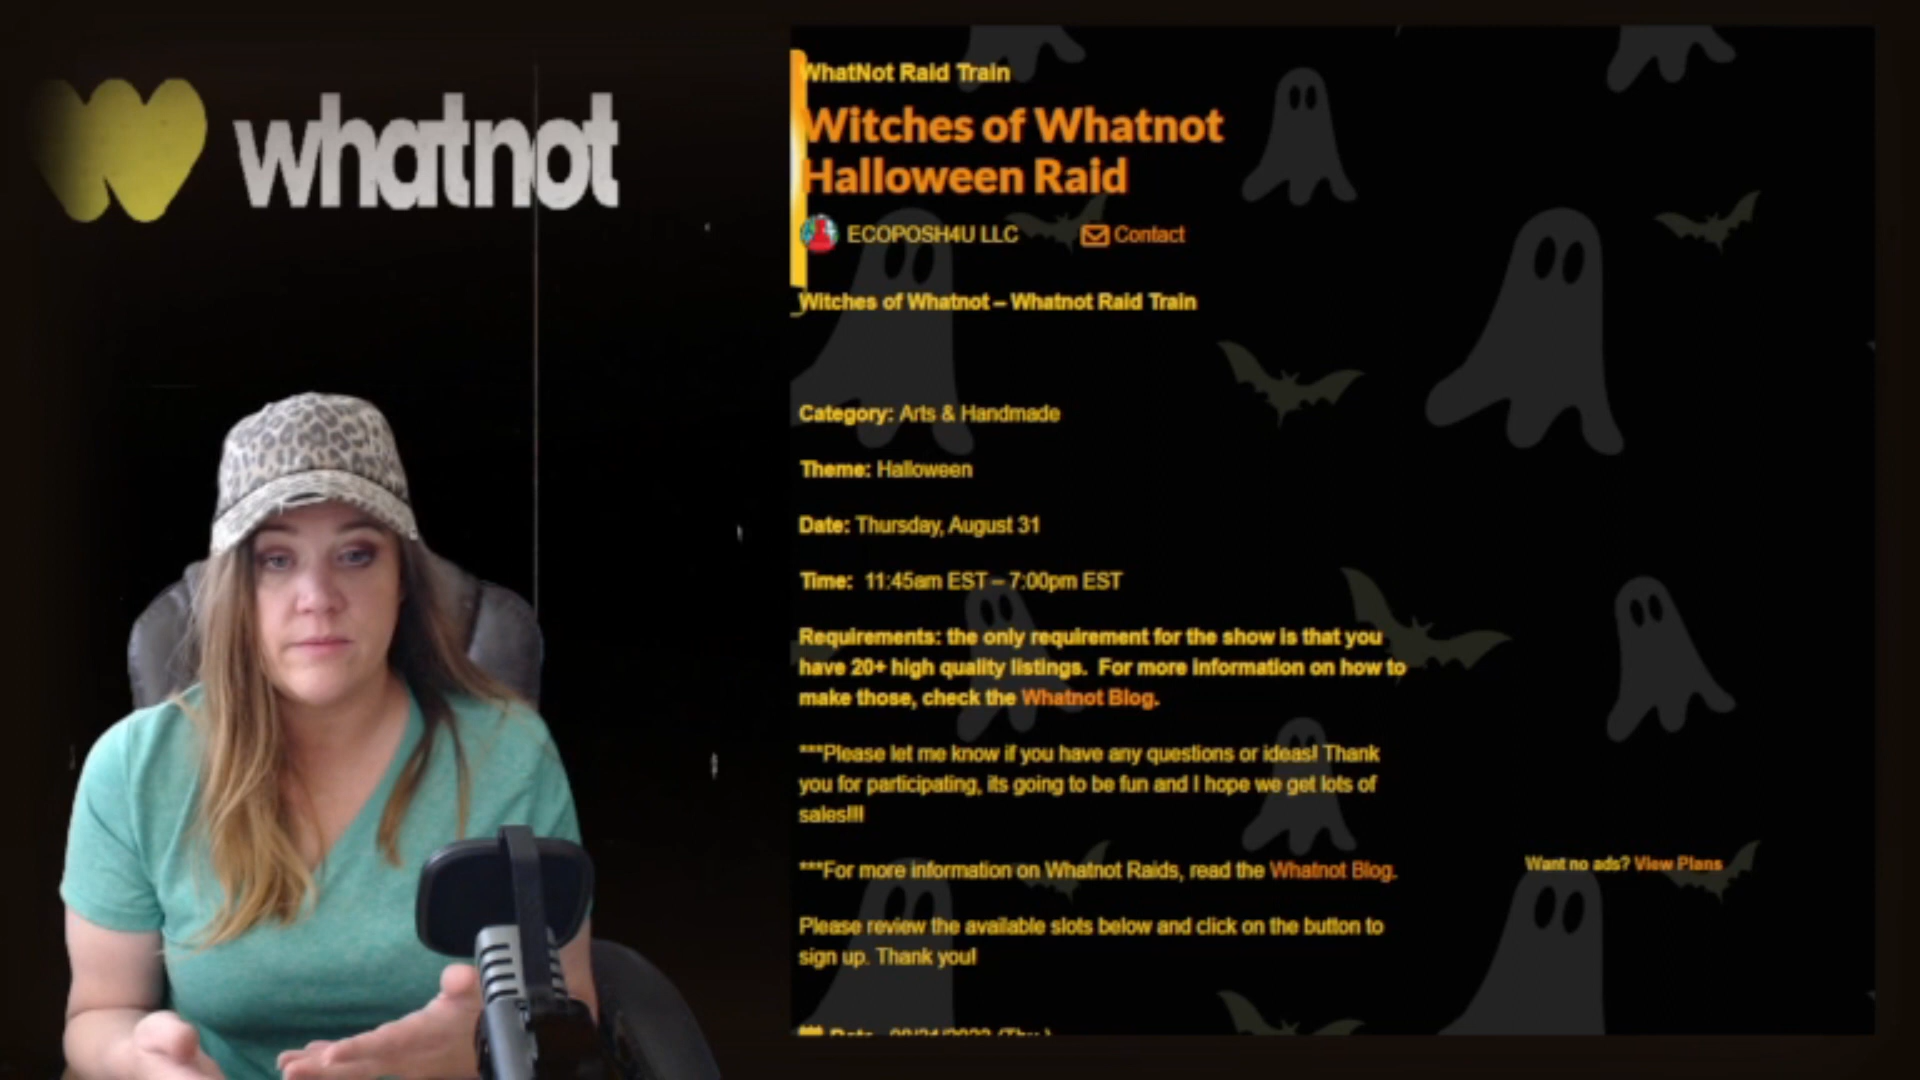 whatnot
WhatNot Raid Train
Witches of Whatnot
Halloween Raid
ECOPOSH4U LLC Contact
Witches of Whatnot – Whatnot Raid Train
Category: Arts & Handmade
Theme: Halloween
Date: Thursday, August 31
Time: 11:45am EST – 7:00pm EST
Requirements: the only requirement for the show is that you
have 20+ high quality listings. For more information on how to
make those, check the Whatnot Blog.
***Please let me know if you have any questions or ideas! Thank
you for participating, its going to be fun and I hope we get lots of
sales!!!
***For more information on Whatnot Raids, read the Whatnot Blog.
Want no ads? View Plans
Please review the available slots below and click on the button to
sign up. Thank you!